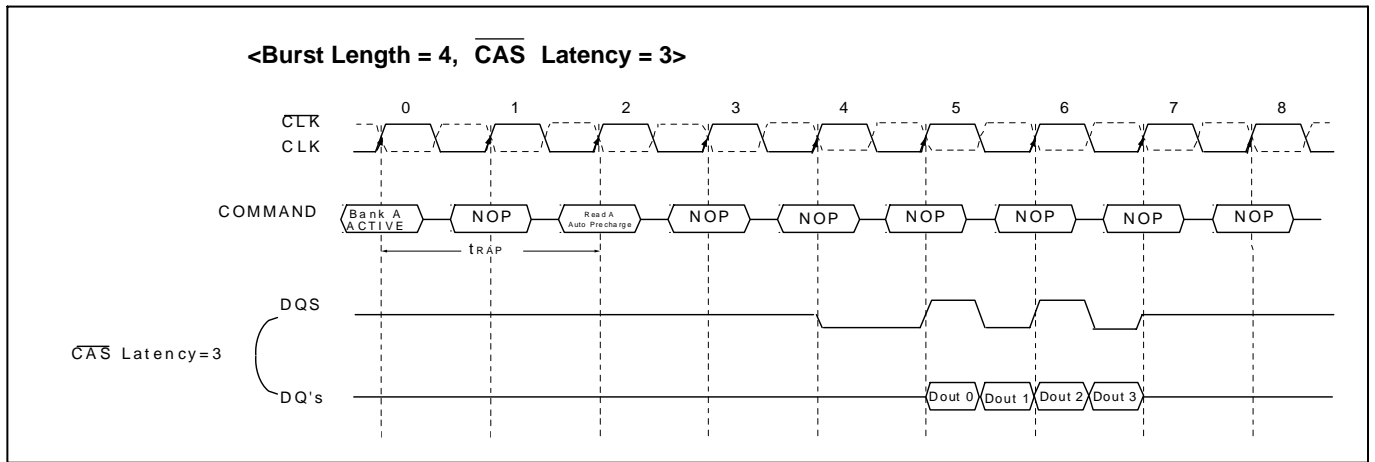 <Burst Length = 4, CAS Latency = 3>
0 1 2 3 4 5 6 7 8
CLK
CLK
COMMAND
Bank A
ACTIVE
NOP
Read A
Auto Precharge
NOP
NOP
NOP
NOP
NOP
NOP
tRAP
DQS
CAS Latency=3
DQ's
Dout 0 Dout 1 Dout 2 Dout 3